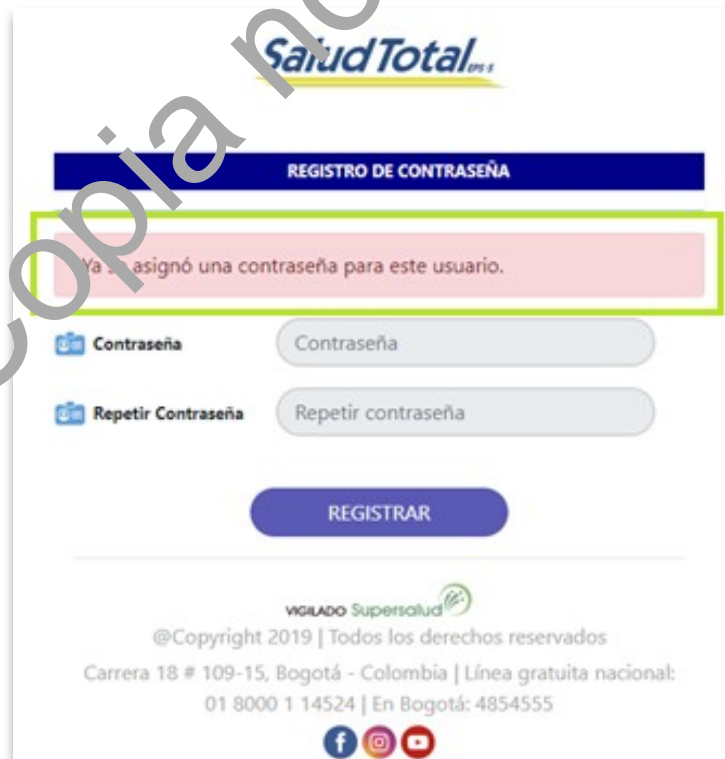 Copia no
SaludTotal EPS-S
REGISTRO DE CONTRASEÑA
Ya se asignó una contraseña para este usuario.
Contraseña Contraseña
Repetir Contraseña Repetir contraseña
REGISTRAR
VIGILADO Supersalud
@Copyright 2019 | Todos los derechos reservados
Carrera 18 # 109-15, Bogotá - Colombia | Línea gratuita nacional:
01 8000 1 14524 | En Bogotá: 4854555